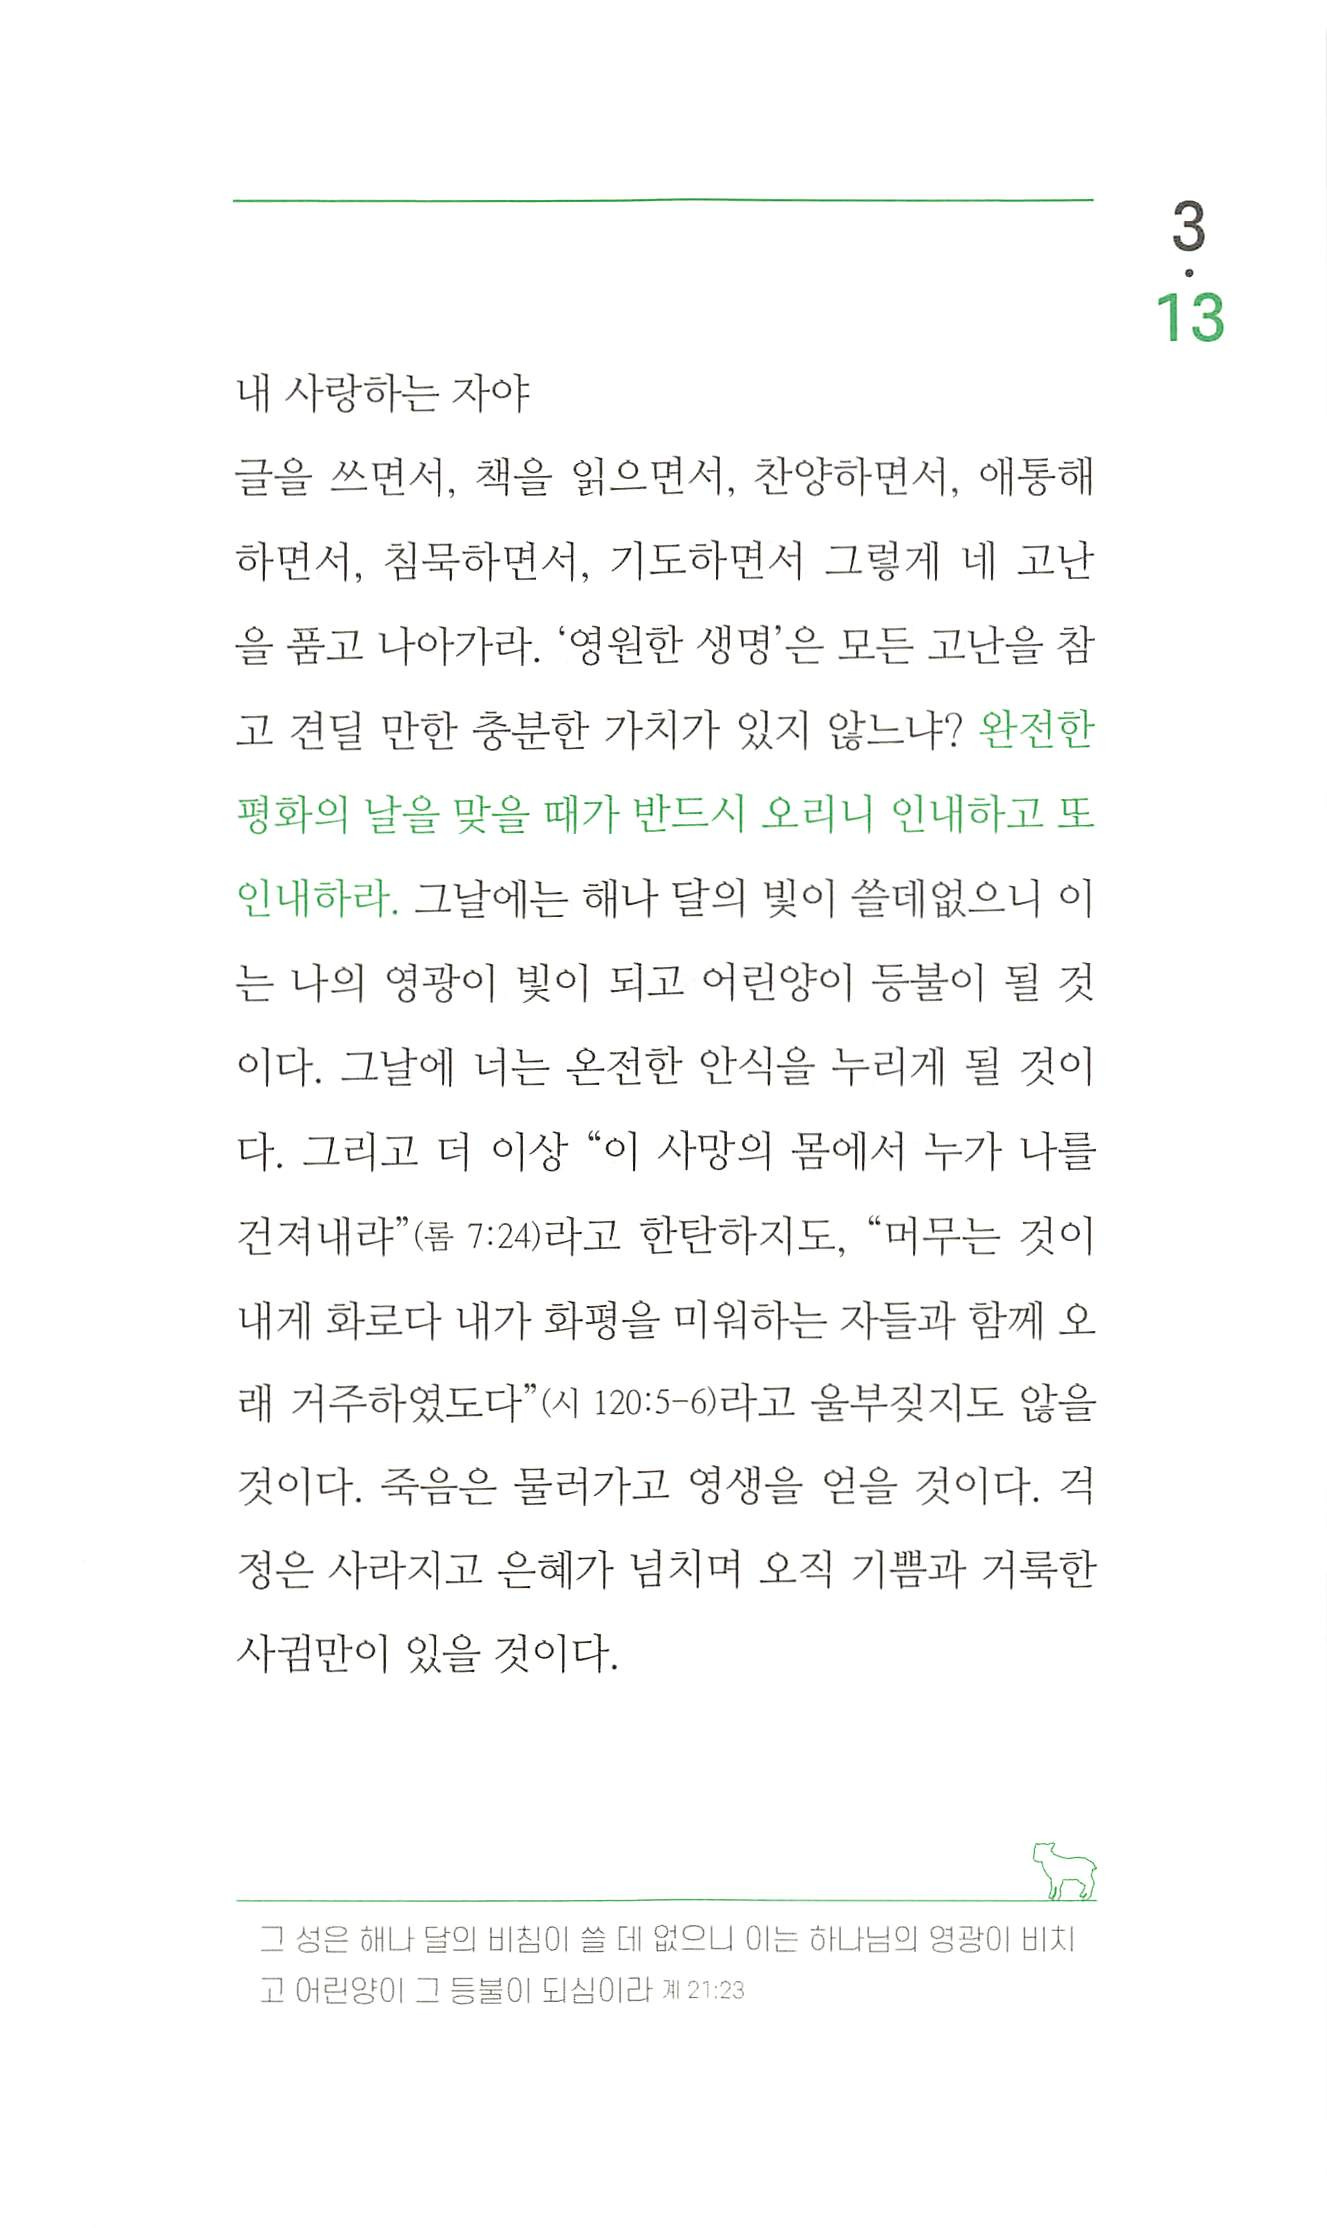 3
·
13
내 사랑하는 자야
글을 쓰면서, 책을 읽으면서, 찬양하면서, 애통해
하면서, 침묵하면서, 기도하면서 그렇게 네 고난
을 품고 나아가라. ‘영원한 생명’은 모든 고난을 참
고 견딜 만한 충분한 가치가 있지 않느냐? 완전한
평화의 날을 맞을 때가 반드시 오리니 인내하고 또
인내하라. 그날에는 해나 달의 빛이 쓸데없으니 이
는 나의 영광이 빛이 되고 어린양이 등불이 될 것
이다. 그날에 너는 온전한 안식을 누리게 될 것이
다. 그리고 더 이상 “이 사망의 몸에서 누가 나를
건져내랴”(롬 7:24)라고 한탄하지도, “머무는 것이
내게 화로다 내가 화평을 미워하는 자들과 함께 오
래 거주하였도다”(시 120:5-6)라고 울부짖지도 않을
것이다. 죽음은 물러가고 영생을 얻을 것이다. 걱
정은 사라지고 은혜가 넘치며 오직 기쁨과 거룩한
사귐만이 있을 것이다.
그 성은 해나 달의 비침이 쓸 데 없으니 이는 하나님의 영광이 비치
고 어린양이 그 등불이 되심이라 계 21:23